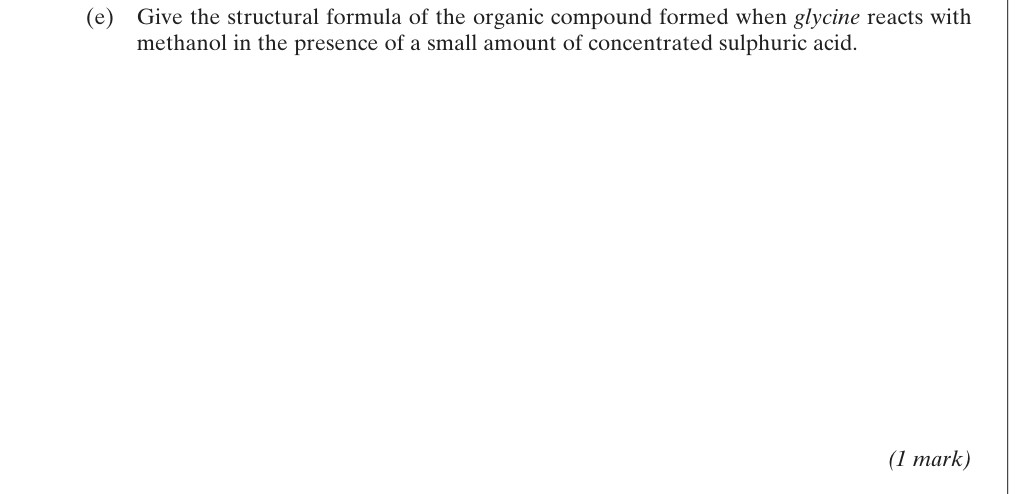 (e) Give the structural formula of the organic compound formed when glycine reacts with
methanol in the presence of a small amount of concentrated sulphuric acid.
(1 mark)